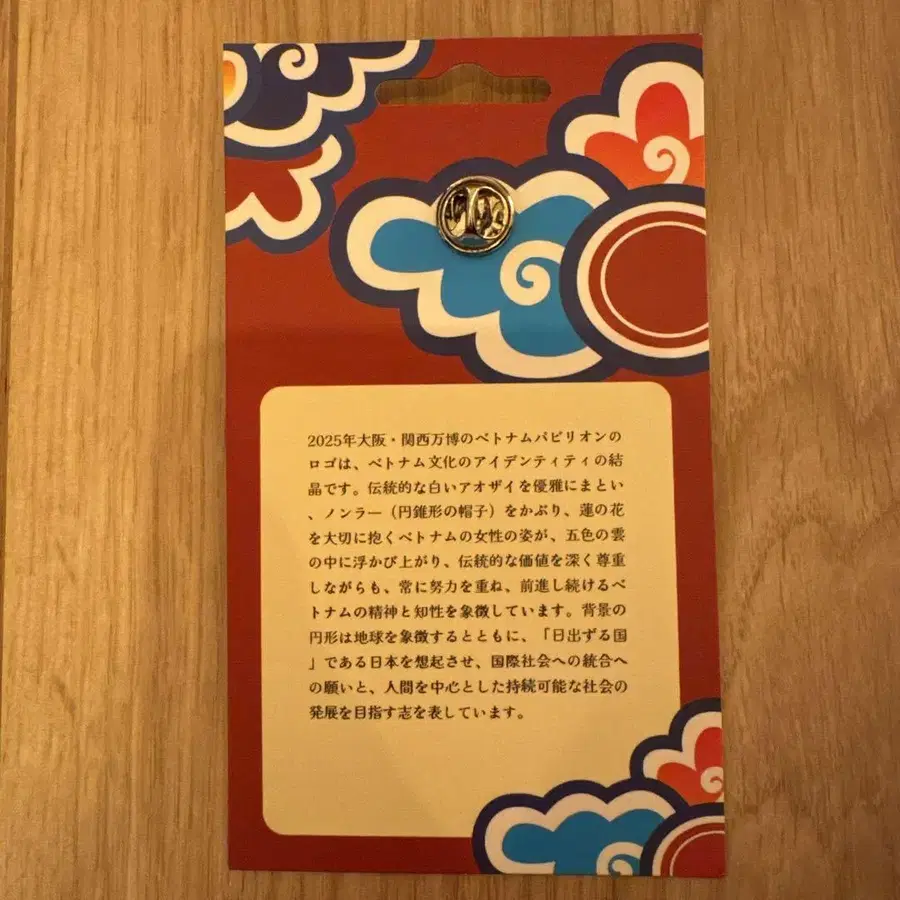 2025年大阪・関西万博のベトナムパビリオンの
ロゴは、ベトナム文化のアイデンティティの結
晶です。伝統的な白いアオザイを優雅にまとい
、ノンラー（円錐形の帽子）をかぶり、蓮の花
を大切に抱くベトナムの女性の姿が、五色の雲
の中に浮かび上がり、伝統的な価値を深く尊重
しながらも、常に努力を重ね、前進し続けるベ
トナムの精神と知性を象徴しています。背景の
円形は地球を象徴するとともに、「日出ずる国
」である日本を想起させ、国際社会への統合へ
の願いと、人間を中心とした持続可能な社会の
発展を目指す志を表しています。